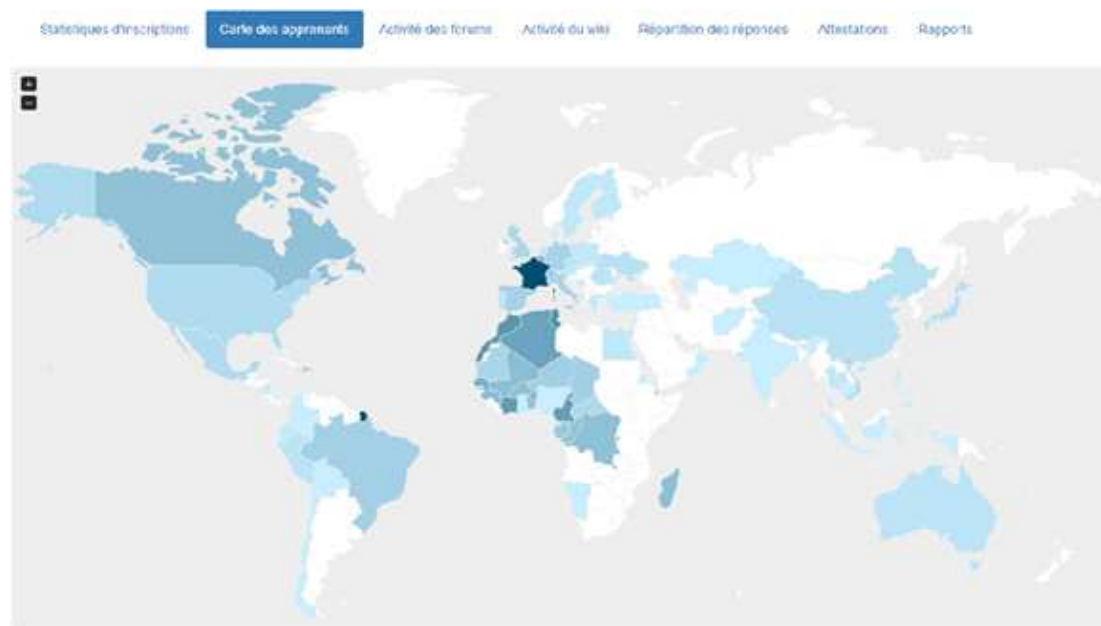 Statistiques d'inscriptions Carte des apprenants Activité des forums Activité du wiki Répartition des réponses Attestations Rapports
+
-